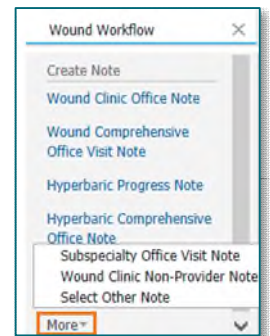 Wound Workflow
Create Note
Wound Clinic Office Note
Wound Comprehensive
Office Visit Note
Hyperbaric Progress Note
Hyperbaric Comprehensive
Office Note
Subspecialty Office Visit Note
Wound Clinic Non-Provider Note
Select Other Note
More